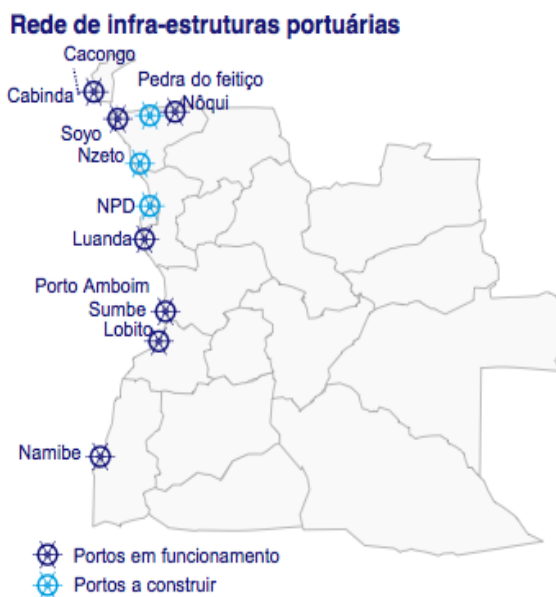 Rede de infra-estruturas portuárias
Cacongo
Pedra do feitiço
Cabinda
Nôqui
Soyo
Nzeto
NPD
Luanda
Porto Amboim
Sumbe
Lobito
Namibe
Portos em funcionamento
Portos a construir